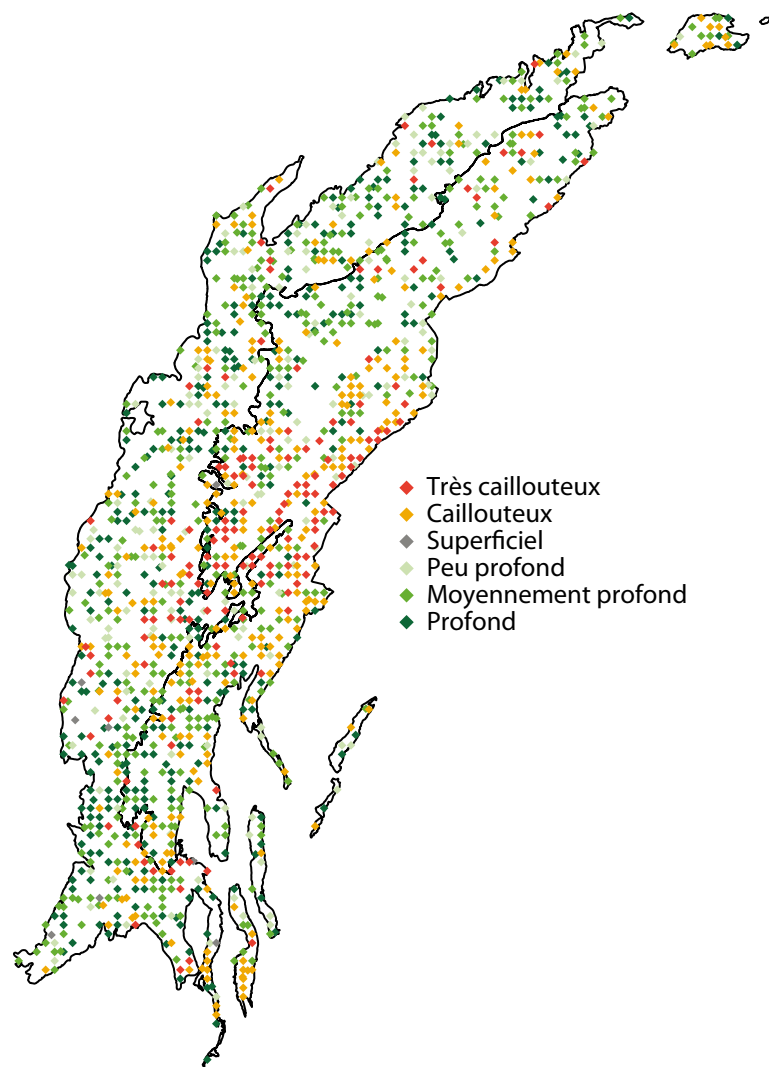 Très caillouteux
Caillouteux
Superficiel
Peu profond
Moyennement profond
Profond